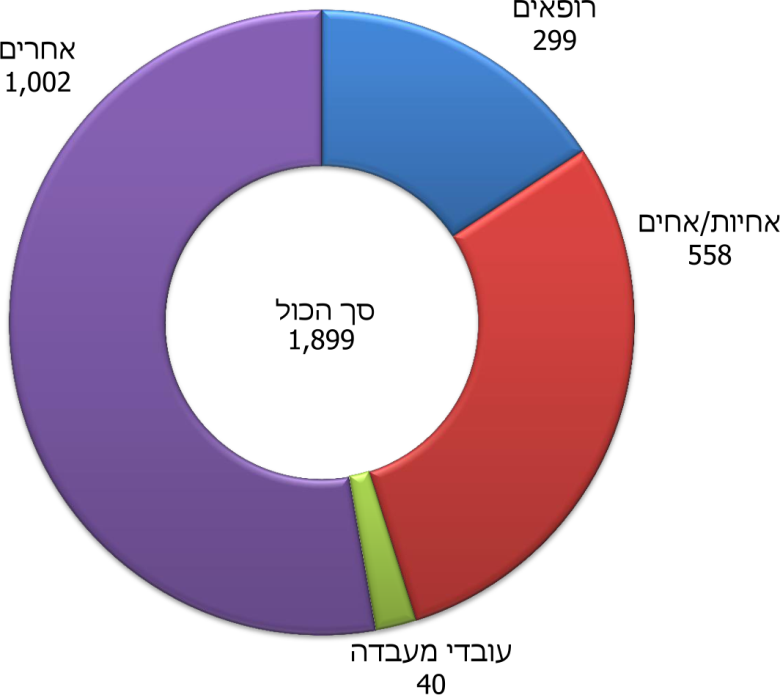 רופאים
299
אחרים
1,002
אחיות/אחים
558
סך הכול
1,899
עובדי מעבדה
40